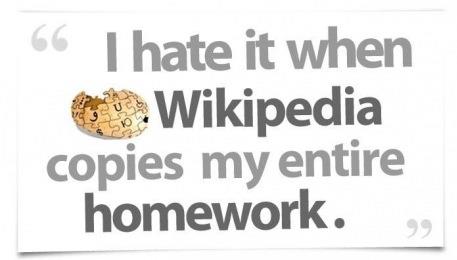 “ I hate it when
Wikipedia
copies my entire
homework. ”